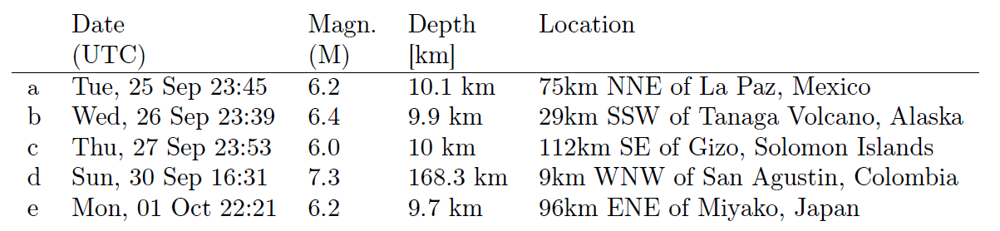 Date Magn. Depth Location
(UTC) (M) [km]
a Tue, 25 Sep 23:45 6.2 10.1 km 75km NNE of La Paz, Mexico
b Wed, 26 Sep 23:39 6.4 9.9 km 29km SSW of Tanaga Volcano, Alaska
c Thu, 27 Sep 23:53 6.0 10 km 112km SE of Gizo, Solomon Islands
d Sun, 30 Sep 16:31 7.3 168.3 km 9km WNW of San Agustin, Colombia
e Mon, 01 Oct 22:21 6.2 9.7 km 96km ENE of Miyako, Japan